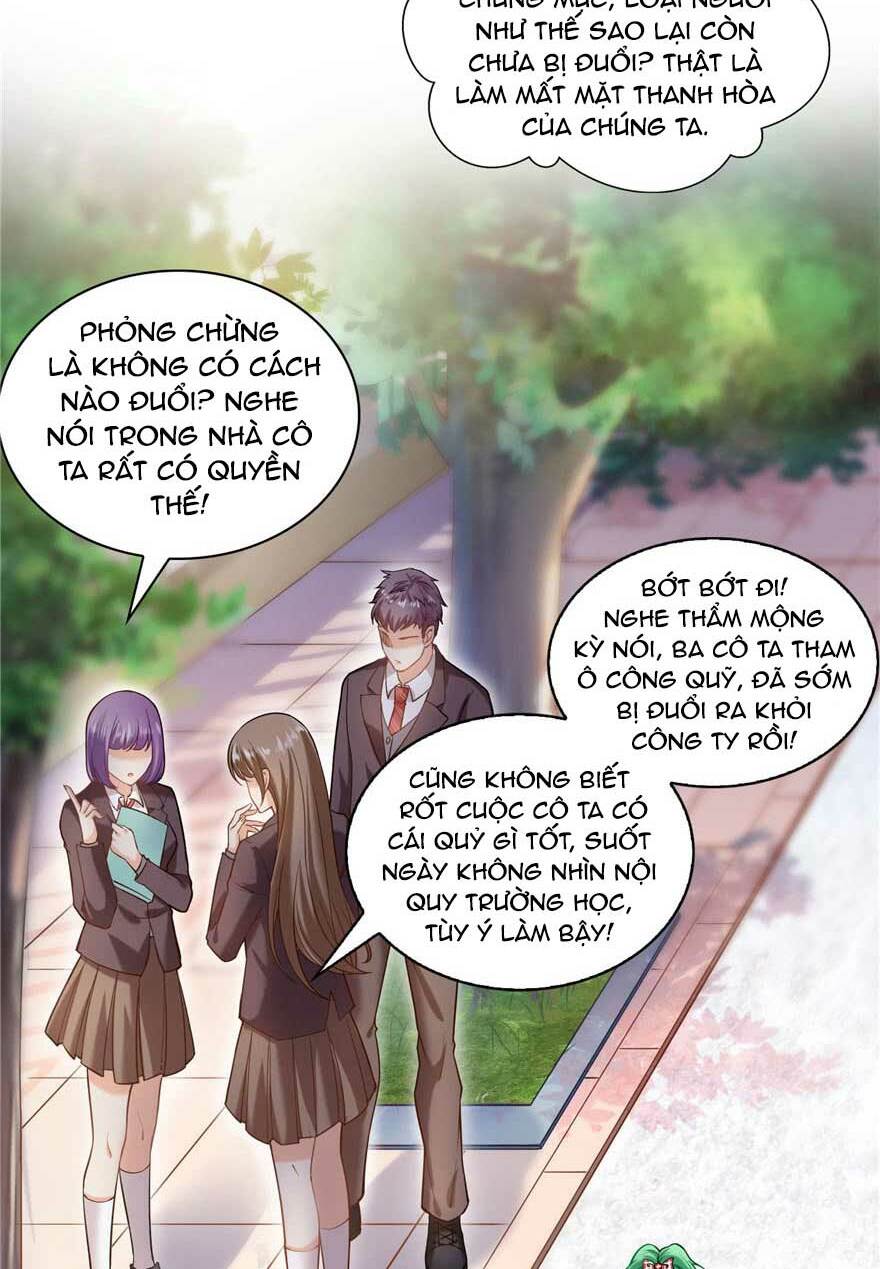 CHỪNG MỰC, LOẠI NGƯỜI
NHƯ THẾ SAO LẠI CÒN
CHƯA BỊ ĐUỔI? THẬT LÀ
LÀM MẤT MẶT THANH HÒA
CỦA CHÚNG TA.
PHỎNG CHỪNG
LÀ KHÔNG CÓ CÁCH
NÀO ĐUỔI? NGHE
NÓI TRONG NHÀ CÔ
TA RẤT CÓ QUYỀN
THẾ!
BỚT BỚT ĐI!
NGHE THẨM MỘNG
KỲ NÓI, BA CÔ TA THAM
Ô CÔNG QUỸ, ĐÃ SỚM
BỊ ĐUỔI RA KHỎI
CÔNG TY RỒI!
CŨNG KHÔNG BIẾT
RỐT CUỘC CÔ TA CÓ
CÁI QUỶ GÌ TỐT, SUỐT
NGÀY KHÔNG NHÌN NỘI
QUY TRƯỜNG HỌC,
TÙY Ý LÀM BẬY!